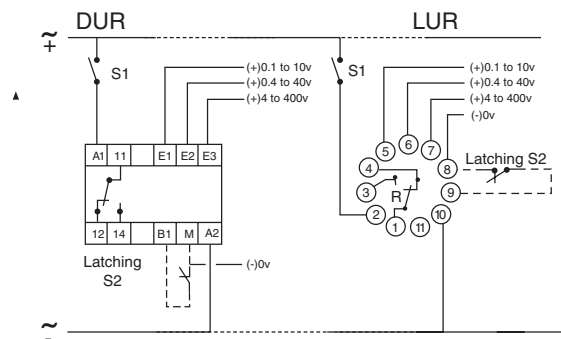 DUR
LUR
~
+
S1
S1
(+)0.1 to 10v
(+)0.4 to 40v
(+)4 to 400v
(+)0.1 to 10v
(+)0.4 to 40v
(+)4 to 400v
(-)0v
A1 11 E1 E2 E3
5 6 7
4 8
Latching S2
3 R 9
2 1 11 10
12 14 B1 M A2
Latching
S2
(-)0v
~
-